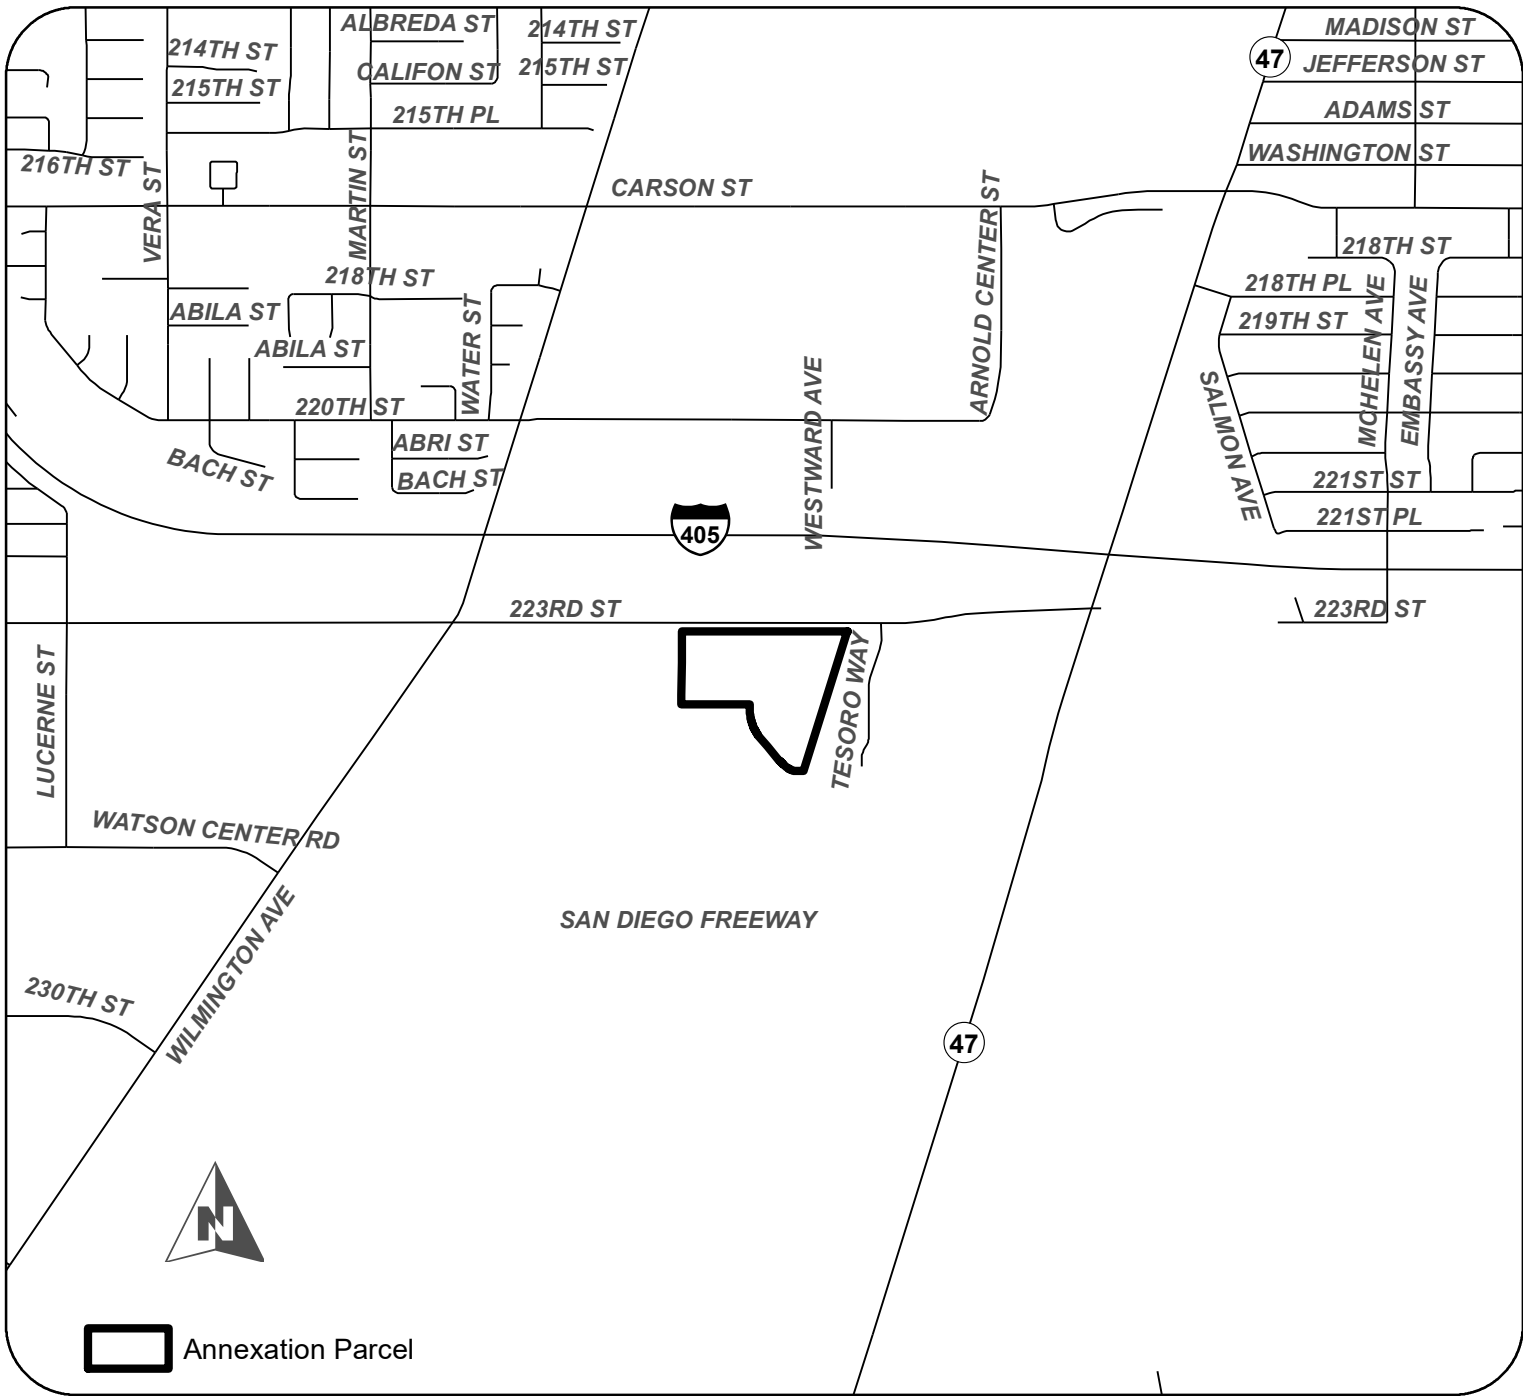 ALBREDA ST
214TH ST
MADISON ST
214TH ST
47
JEFFERSON ST
CALIFON ST
215TH ST
215TH ST
215TH PL
ADAMS ST
216TH ST
WASHINGTON ST
VERA ST
MARTIN ST
CARSON ST
ARNOLD CENTER ST
218TH ST
218TH ST
218TH PL
MOHELEN AVE
EMBASSY AVE
ABILA ST
219TH ST
ABILA ST
WATER ST
220TH ST
WESTWARD AVE
SALMON AVE
ABRI ST
BACH ST
BACH ST
221ST ST
221ST PL
405
223RD ST
223RD ST
LUCERNE ST
TESORO WAY
WATSON CENTER RD
SAN DIEGO FREEWAY
WILMINGTON AVE
230TH ST
47
N
Annexation Parcel